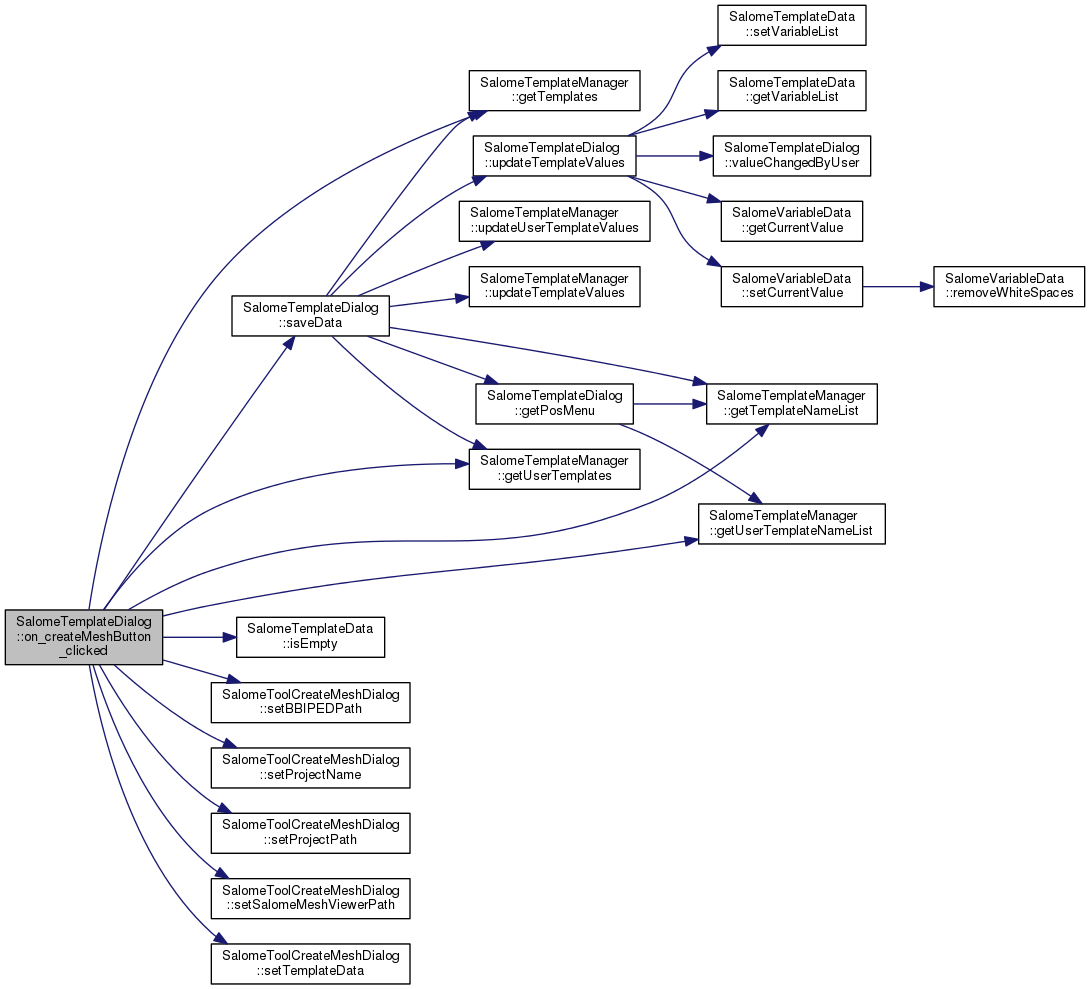 SalomeTemplateData
::setVariableList
SalomeTemplateManager
::getTemplates
SalomeTemplateData
::getVariableList
SalomeTemplateDialog
::updateTemplateValues
SalomeTemplateDialog
::valueChangedByUser
SalomeTemplateManager
::updateUserTemplateValues
SalomeVariableData
::getCurrentValue
SalomeTemplateManager
::updateTemplateValues
SalomeVariableData
::setCurrentValue
SalomeVariableData
::removeWhiteSpaces
SalomeTemplateDialog
::saveData
SalomeTemplateDialog
::getPosMenu
SalomeTemplateManager
::getTemplateNameList
SalomeTemplateManager
::getUserTemplates
SalomeTemplateManager
::getUserTemplateNameList
SalomeTemplateDialog
::on_createMeshButton
_clicked
SalomeTemplateData
::isEmpty
SalomeToolCreateMeshDialog
::setBBIPEDPath
SalomeToolCreateMeshDialog
::setProjectName
SalomeToolCreateMeshDialog
::setProjectPath
SalomeToolCreateMeshDialog
::setSalomeMeshViewerPath
SalomeToolCreateMeshDialog
::setTemplateData